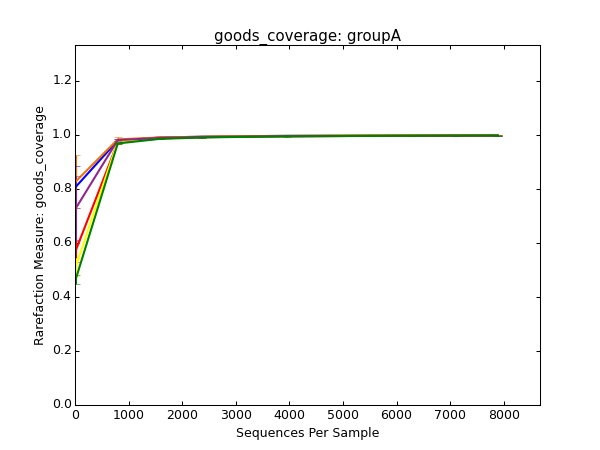 goods_coverage: groupA
Rarefaction Measure: goods_coverage
1.2
1.0
0.8
0.6
0.4
0.2
0.0
0 1000 2000 3000 4000 5000 6000 7000 8000
Sequences Per Sample